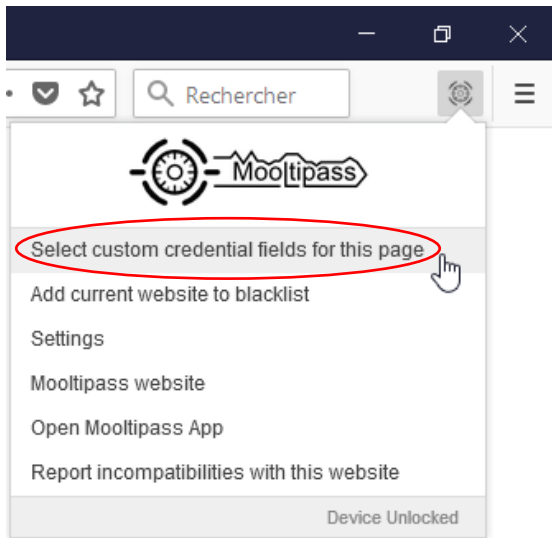 Rechercher
Mooltipass
Select custom credential fields for this page
Add current website to blacklist
Settings
Mooltipass website
Open Mooltipass App
Report incompatibilities with this website
Device Unlocked